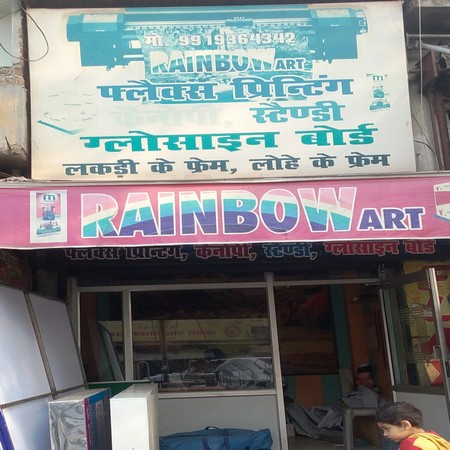 मो. 9919364342
RAINBOW ART
फ्लैक्स प्रिन्टिंग
कनोपी, स्टैण्डी
ग्लोसाइन बोर्ड
लकड़ी के फ्रेम, लोहे के फ्रेम
RAINBOW ART
फ्लैक्स प्रिन्टिंग, कनोपी, स्टैण्डी, ग्लोसाइन बोर्ड